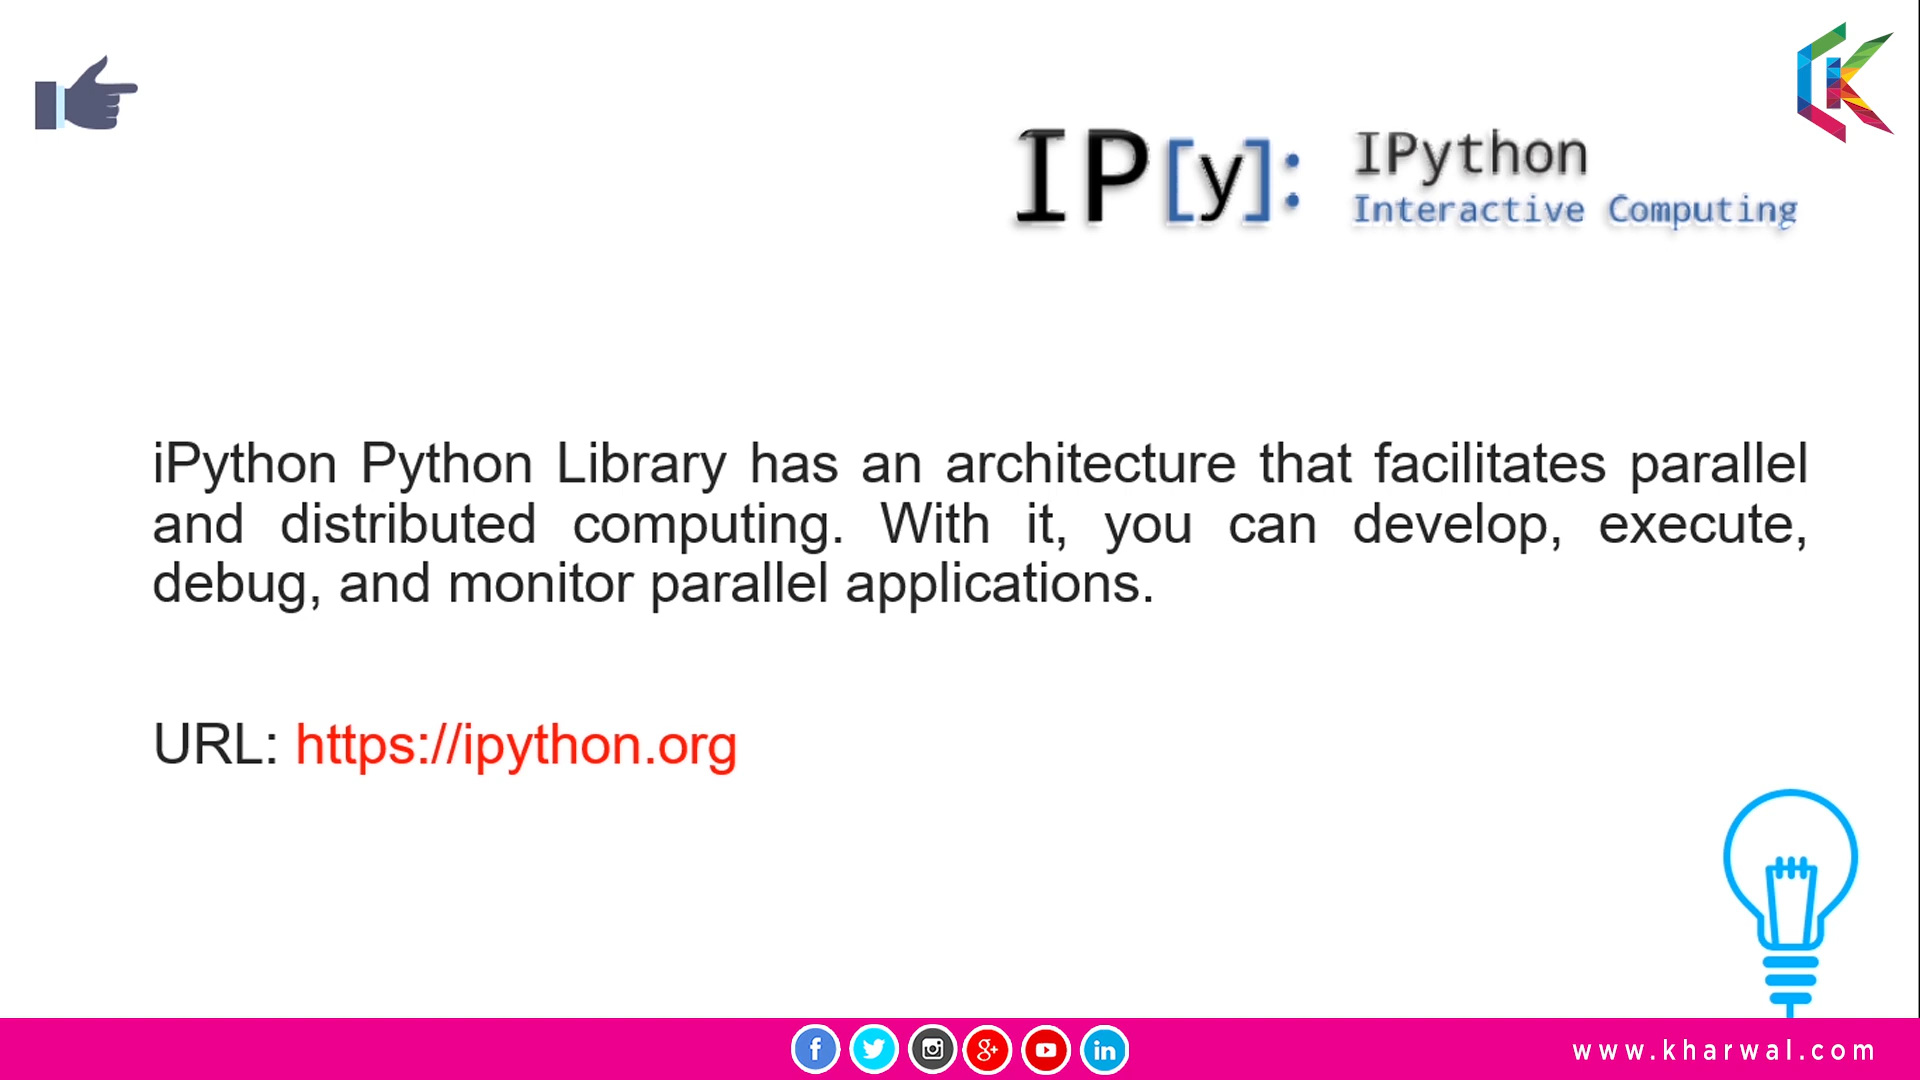 IP[y]:
IPython
Interactive Computing
iPython Python Library has an architecture that facilitates parallel
and distributed computing. With it, you can develop, execute,
debug, and monitor parallel applications.
URL: https://ipython.org
www.kharwal.com